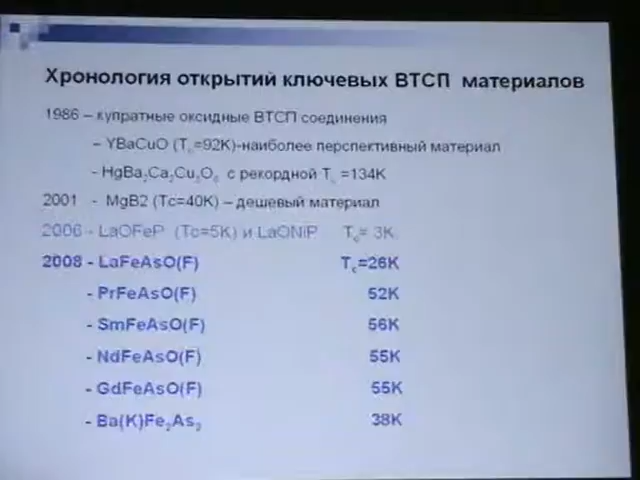 Хронология открытий ключевых ВТСП материалов
1986 – купратные оксидные ВТСП соединения
– YBaCuO (Tc=92K)-наиболее перспективный материал
- HgBa2Ca2Cu3O8 с рекордной Tc =134K
2001 - MgB2 (Tc=40K) – дешевый материал
2006 - LaOFeP (Tc=5K) и LaONiP Tc= 3K
2008 - LaFeAsO(F) Tc=26K
- PrFeAsO(F) 52K
- SmFeAsO(F) 56K
- NdFeAsO(F) 55K
- GdFeAsO(F) 55K
- Ba(K)Fe2As2 38K